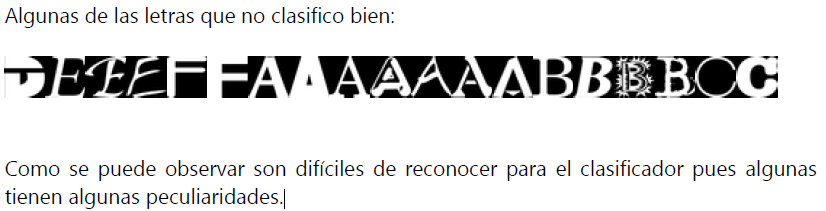 Algunas de las letras que no clasifico bien:
DEEEFFAAAAAAABBBBCC
Como se puede observar son difíciles de reconocer para el clasificador pues algunas
tienen algunas peculiaridades.